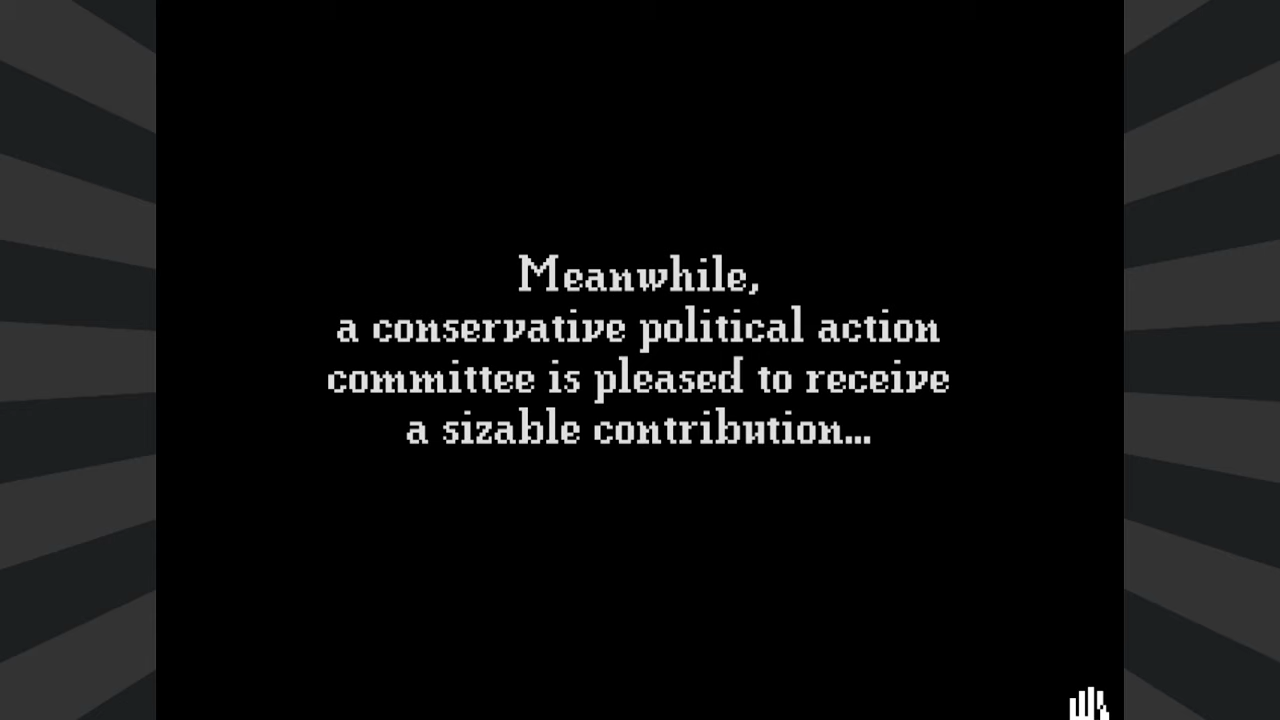 Meanwhile,
a conservative political action
committee is pleased to receive
a sizable contribution...